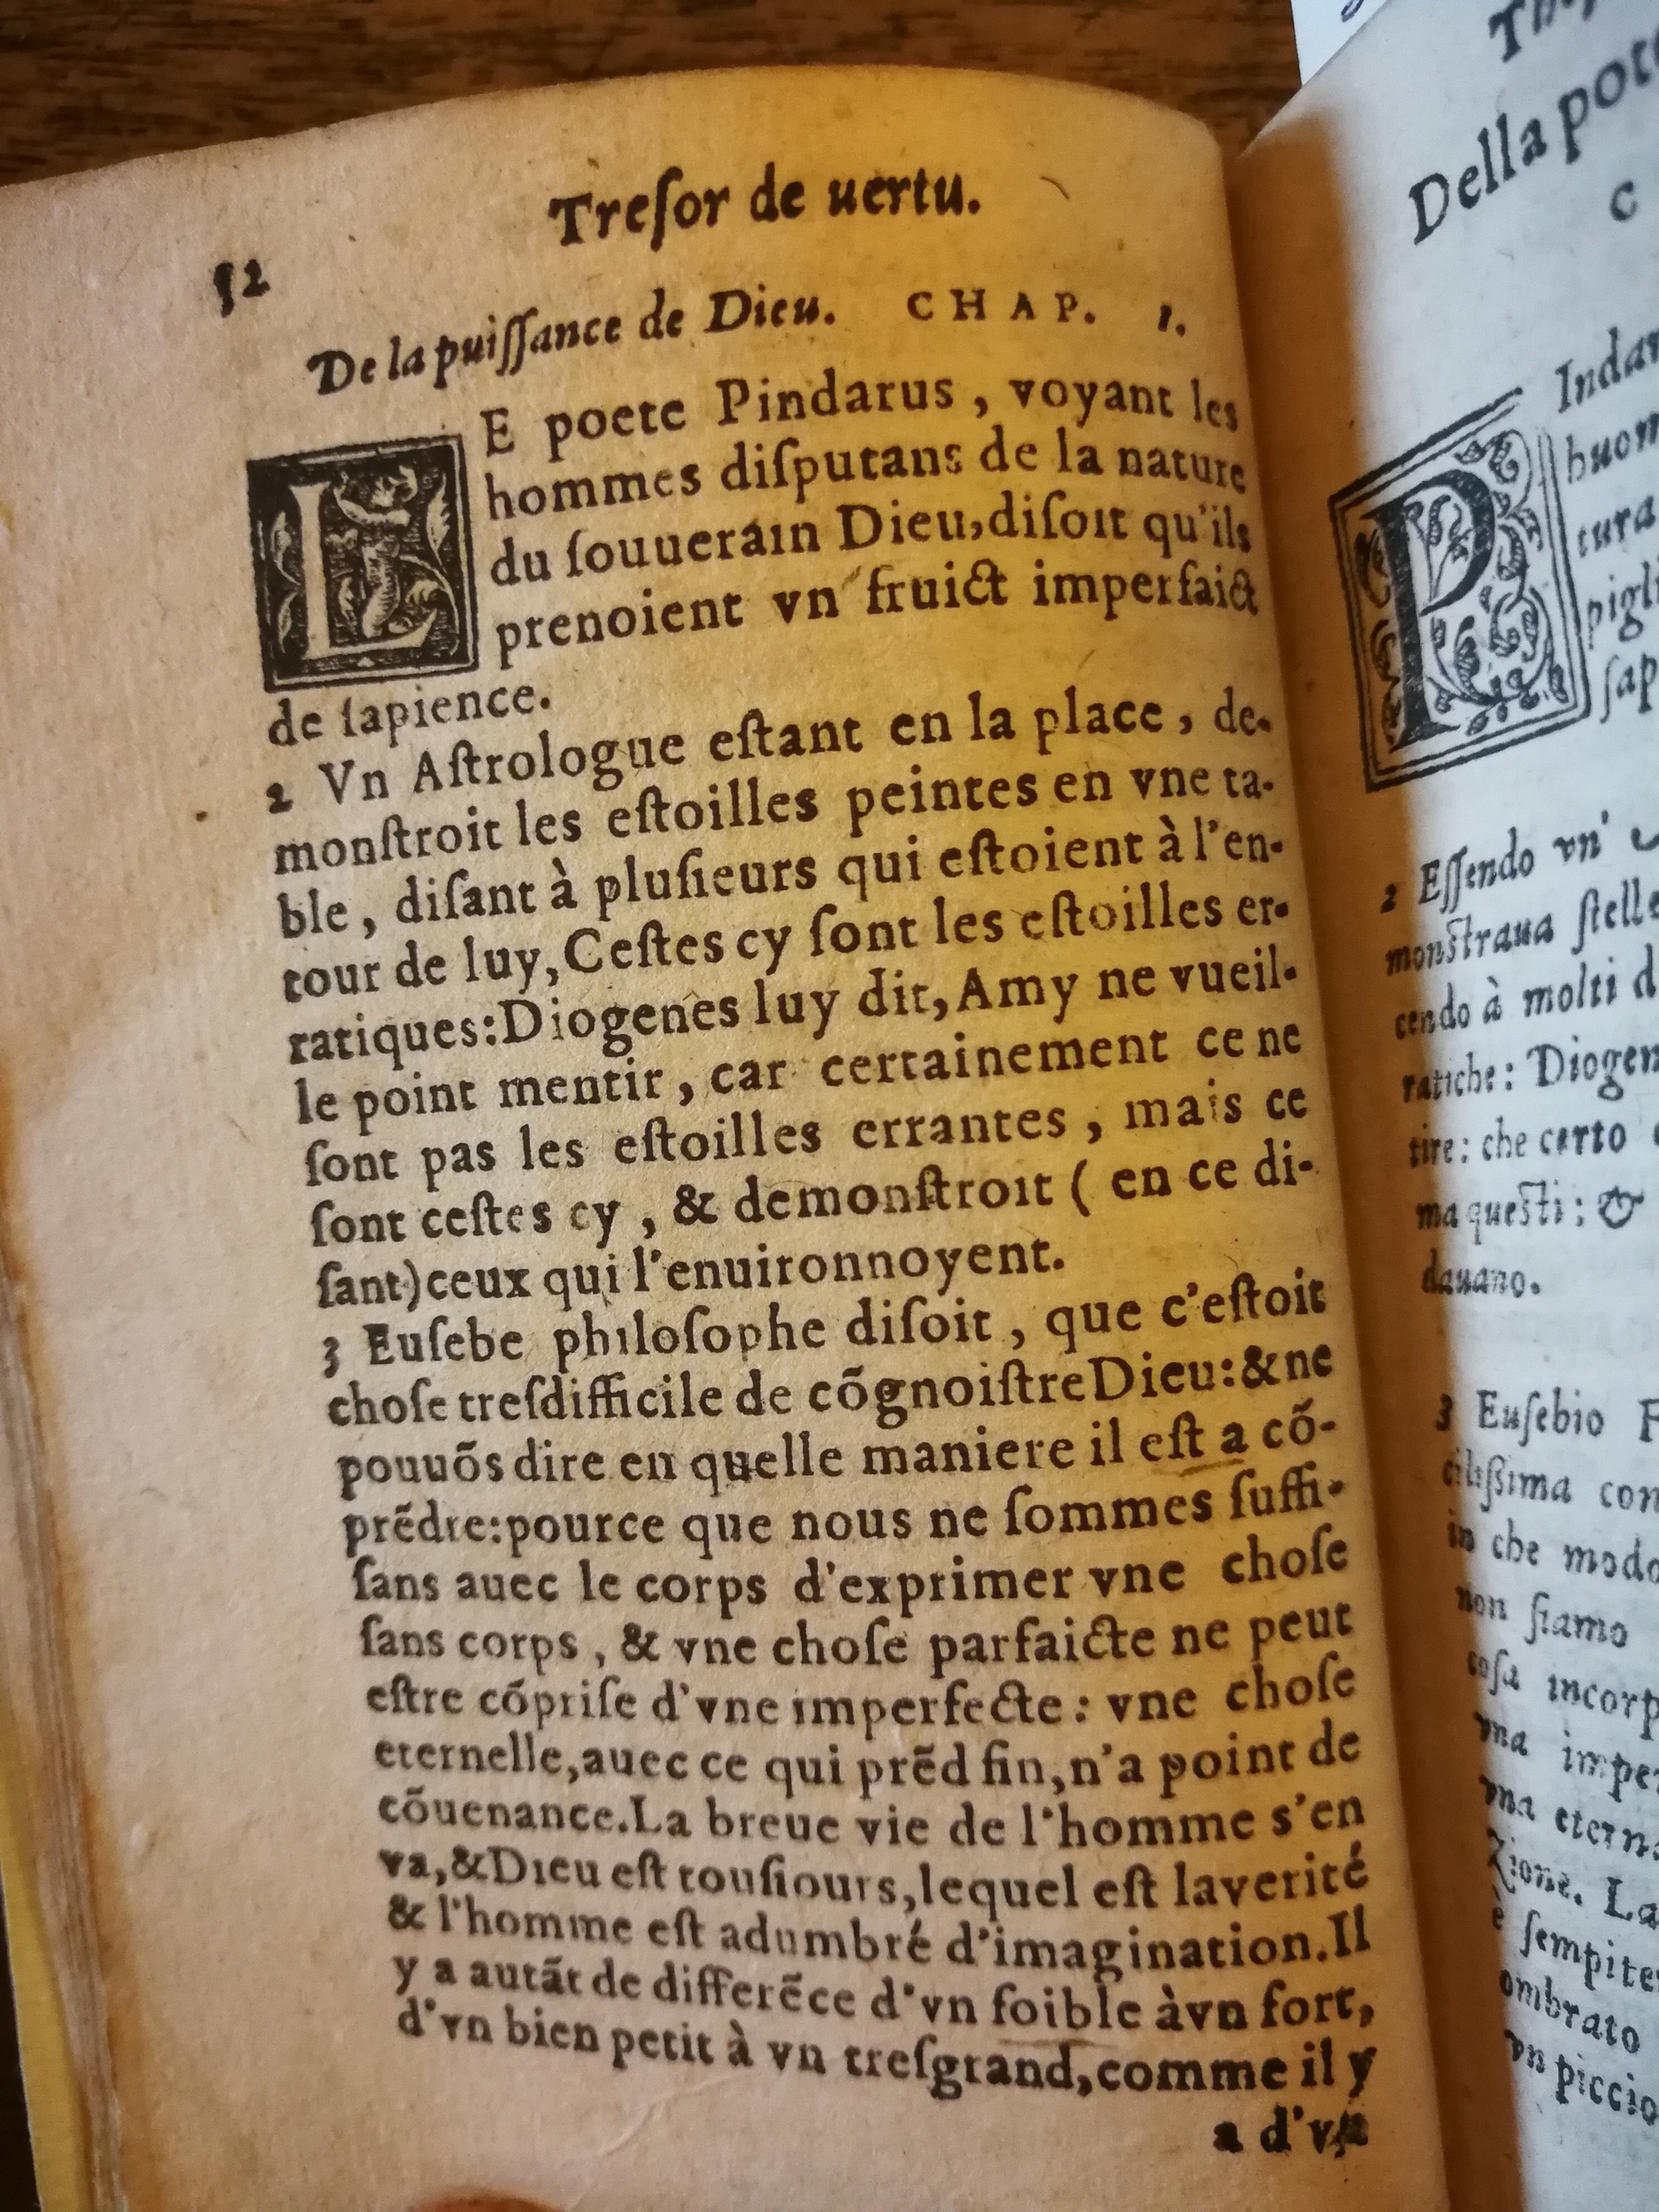 Treſor de uertu.
52
De la puiſſance de Dieu. CHAP. 1.
LE poete Pindarus, voyant les
hommes diſputans de la nature
du ſouuerain Dieu, diſoit qu'ils
prenoient vn fruict imperfaict
de ſapience.
2 Vn Aſtrologue eſtant en la place, de-
monſtroit les eſtoilles peintes en vne ta-
ble, diſant à pluſieurs qui eſtoient à l'en-
tour de luy, Ceſtes cy ſont les eſtoilles er-
ratiques: Diogenes luy dit, Amy ne vueil-
le point mentir, car certainement ce ne
ſont pas les eſtoilles errantes, mais ce
ſont ceſtes cy, & demonſtroit ( en ce di-
ſant) ceux qui l'enuironnoyent.
3 Euſebe philoſophe diſoit, que c'eſtoit
choſe treſdifficile de cõgnoiſtre Dieu: & ne
pouuõs dire en quelle maniere il eſt a cõ-
prẽdre: pource que nous ne ſommes ſuffi-
ſans auec le corps d'exprimer vne choſe
ſans corps, & vne choſe parfaicte ne peut
eſtre cõpriſe d'vne imperfecte: vne choſe
eternelle, auec ce qui prẽd fin, n'a point de
cõuenance. La breue vie de l'homme s'en
va, & Dieu eſt touſiours, lequel eſt la verité
& l'homme eſt adumbré d'imagination. Il
y a autãt de differẽce d'vn foible à vn fort,
d'vn bien petit à vn treſgrand, comme il y
a d'vn
Della
C
PIndar
huom
tura
pigli
ſap
2 Eſſendo vn'
monſtraua ſtelle
cendo à molti d
ratiche: Diogen
tire: che certo
ma queſti: &
dauano.
3 Euſebio F
cilißima con
in che modo
non ſiamo
coſa incorp
vna imper
vna etern
zione. La
è ſempite
ombrato
vn piccio